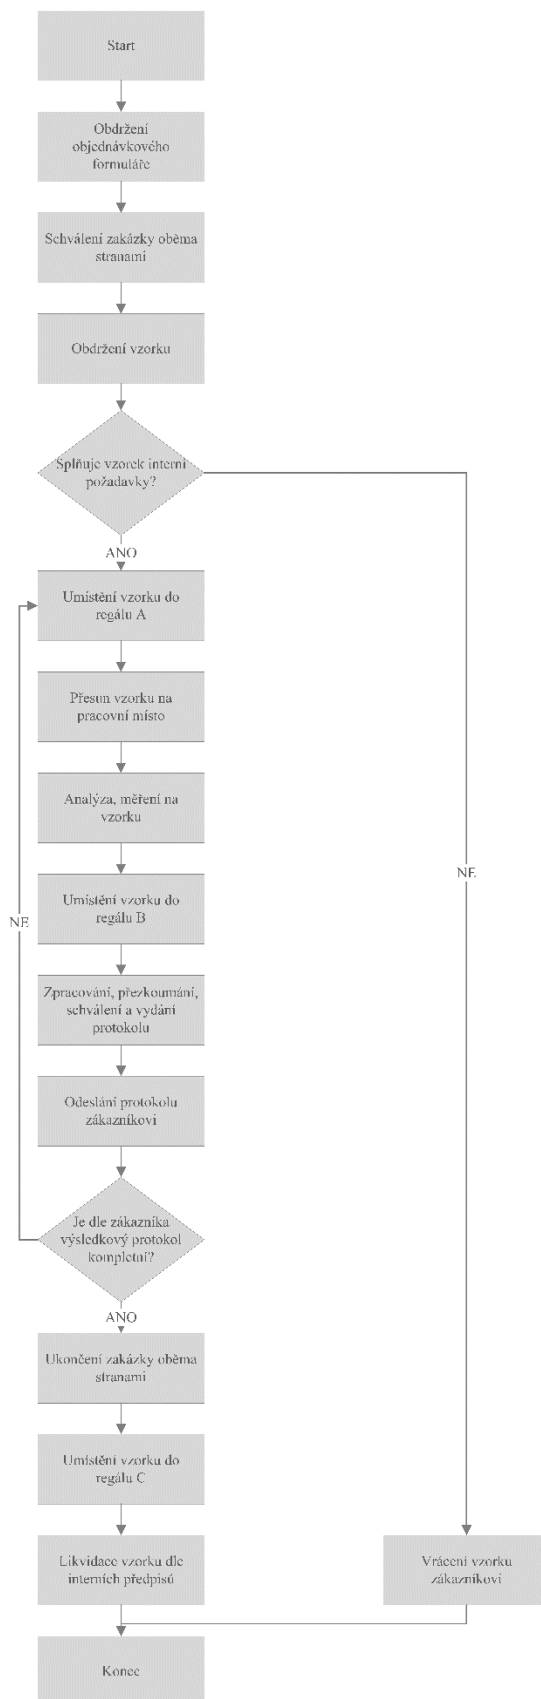 Start
Obdržení
objednávkového
formuláře
Schválení zakázky oběma
stranami
Obdržení vzorku
Splňuje vzorek interní
požadavky?
ANO
Umístění vzorku do
regálu A
Přesun vzorku na
pracovní místo
Analýza, měření na
vzorku
NE
Umístění vzorku do
regálu B
NE
Zpracování, přezkoumání,
schválení a vydání
protokolu
Odeslání protokolu
zákazníkovi
Je dle zákazníka
výsledkový protokol
kompletní?
ANO
Ukončení zakázky oběma
stranami
Umístění vzorku do
regálu C
Likvidace vzorku dle
interních předpisů
Vrácení vzorku
zákazníkovi
Konec